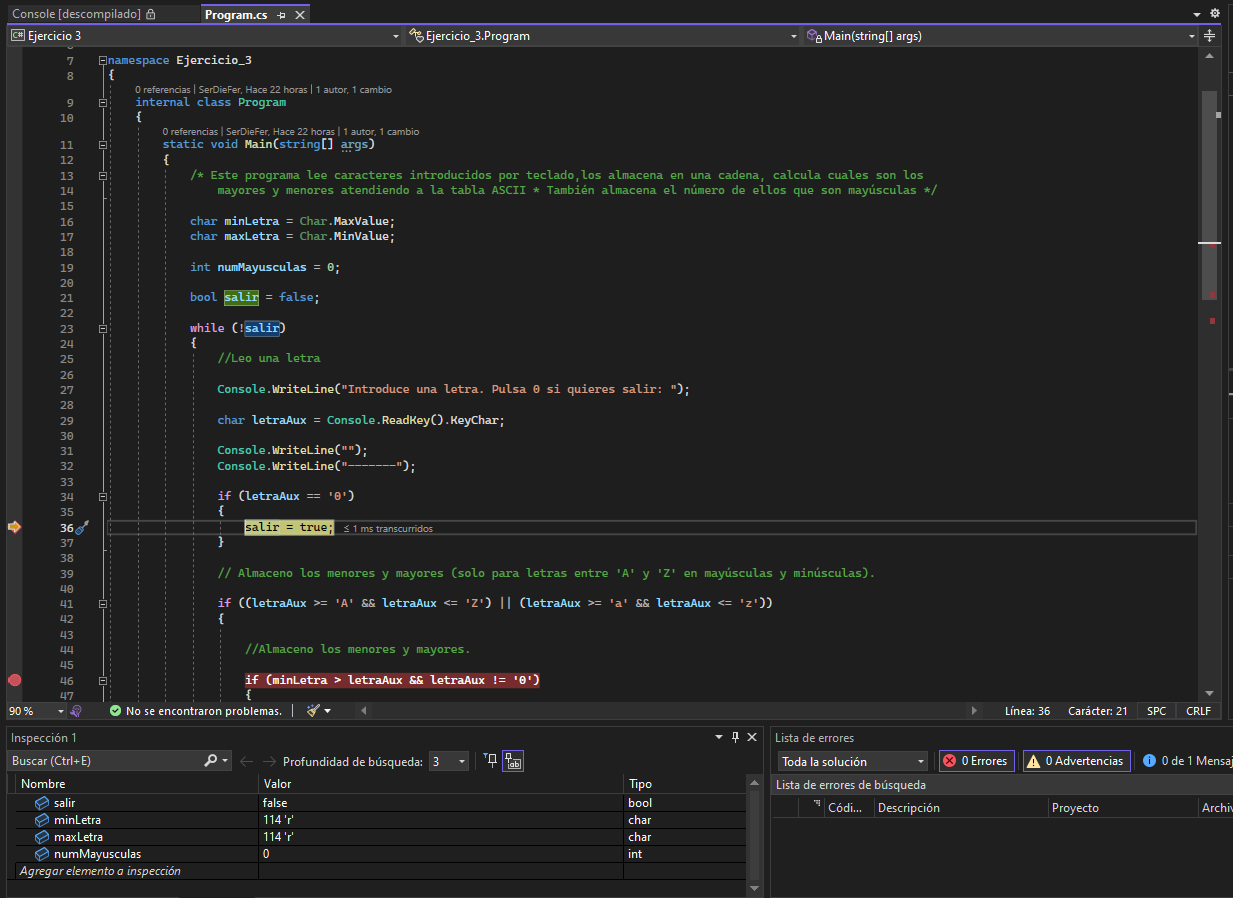 Console [descompilado]
Program.cs
C# Ejercicio 3
Ejercicio_3.Program
Main(string[] args)
7 namespace Ejercicio_3
8 {
0 referencias | SerDieFer, Hace 22 horas | 1 autor, 1 cambio
9 internal class Program
10 {
0 referencias | SerDieFer, Hace 22 horas | 1 autor, 1 cambio
11 static void Main(string[] args)
12 {
13 /* Este programa lee caracteres introducidos por teclado,los almacena en una cadena, calcula cuales son los
14 mayores y menores atendiendo a la tabla ASCII * También almacena el número de ellos que son mayúsculas */
15
16 char minLetra = Char.MaxValue;
17 char maxLetra = Char.MinValue;
18
19 int numMayusculas = 0;
20
21 bool salir = false;
22
23 while (!salir)
24 {
25 //Leo una letra
26
27 Console.WriteLine("Introduce una letra. Pulsa 0 si quieres salir: ");
28
29 char letraAux = Console.ReadKey().KeyChar;
30
31 Console.WriteLine("");
32 Console.WriteLine("-------");
33
34 if (letraAux == '0')
35 {
36 salir = true; ≤ 1 ms transcurridos
37 }
38
39 // Almaceno los menores y mayores (solo para letras entre 'A' y 'Z' en mayúsculas y minúsculas).
40
41 if ((letraAux >= 'A' && letraAux <= 'Z') || (letraAux >= 'a' && letraAux <= 'z'))
42 {
43
44 //Almaceno los menores y mayores.
45
46 if (minLetra > letraAux && letraAux != '0')
47 {
90 %
No se encontraron problemas.
Línea: 36
Carácter: 21
SPC
CRLF
Inspección 1
Buscar (Ctrl+E)
Profundidad de búsqueda: 3
Nombre Valor Tipo
salir false bool
minLetra 114 'r' char
maxLetra 114 'r' char
numMayusculas 0 int
Agregar elemento a inspección
Lista de errores
Toda la solución
0 Errores
0 Advertencias
0 de 1 Mensaj
Lista de errores de búsqueda
Códi... Descripción Proyecto Archiv